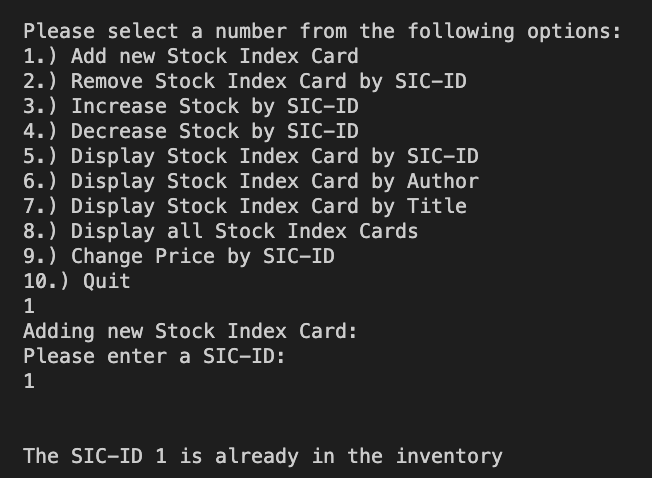 Please select a number from the following options:
1.) Add new Stock Index Card
2.) Remove Stock Index Card by SIC-ID
3.) Increase Stock by SIC-ID
4.) Decrease Stock by SIC-ID
5.) Display Stock Index Card by SIC-ID
6.) Display Stock Index Card by Author
7.) Display Stock Index Card by Title
8.) Display all Stock Index Cards
9.) Change Price by SIC-ID
10.) Quit
1
Adding new Stock Index Card:
Please enter a SIC-ID:
1
The SIC-ID 1 is already in the inventory